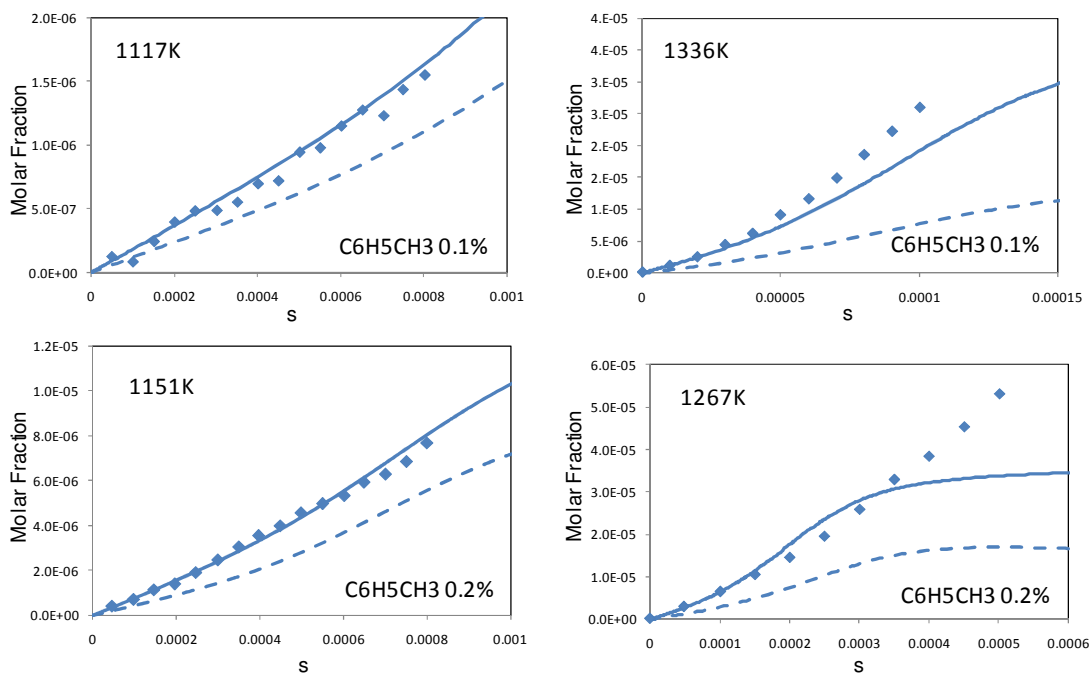 2.0E-06
1.5E-06
1.0E-06
5.0E-07
0.0E+00
Molar Fraction
1117K
C6H5CH3 0.1%
0 0.0002 0.0004 0.0006 0.0008 0.001
s
4.E-05
4.E-05
3.E-05
3.E-05
2.E-05
2.E-05
1.E-05
5.E-06
0.E+00
Molar Fraction
1336K
C6H5CH3 0.1%
0 0.00005 0.0001 0.00015
s
1.2E-05
1.0E-05
8.0E-06
6.0E-06
4.0E-06
2.0E-06
0.0E+00
Molar Fraction
1151K
C6H5CH3 0.2%
0 0.0002 0.0004 0.0006 0.0008 0.001
s
6.0E-05
5.0E-05
4.0E-05
3.0E-05
2.0E-05
1.0E-05
0.0E+00
Molar Fraction
1267K
C6H5CH3 0.2%
0 0.0001 0.0002 0.0003 0.0004 0.0005 0.0006
s